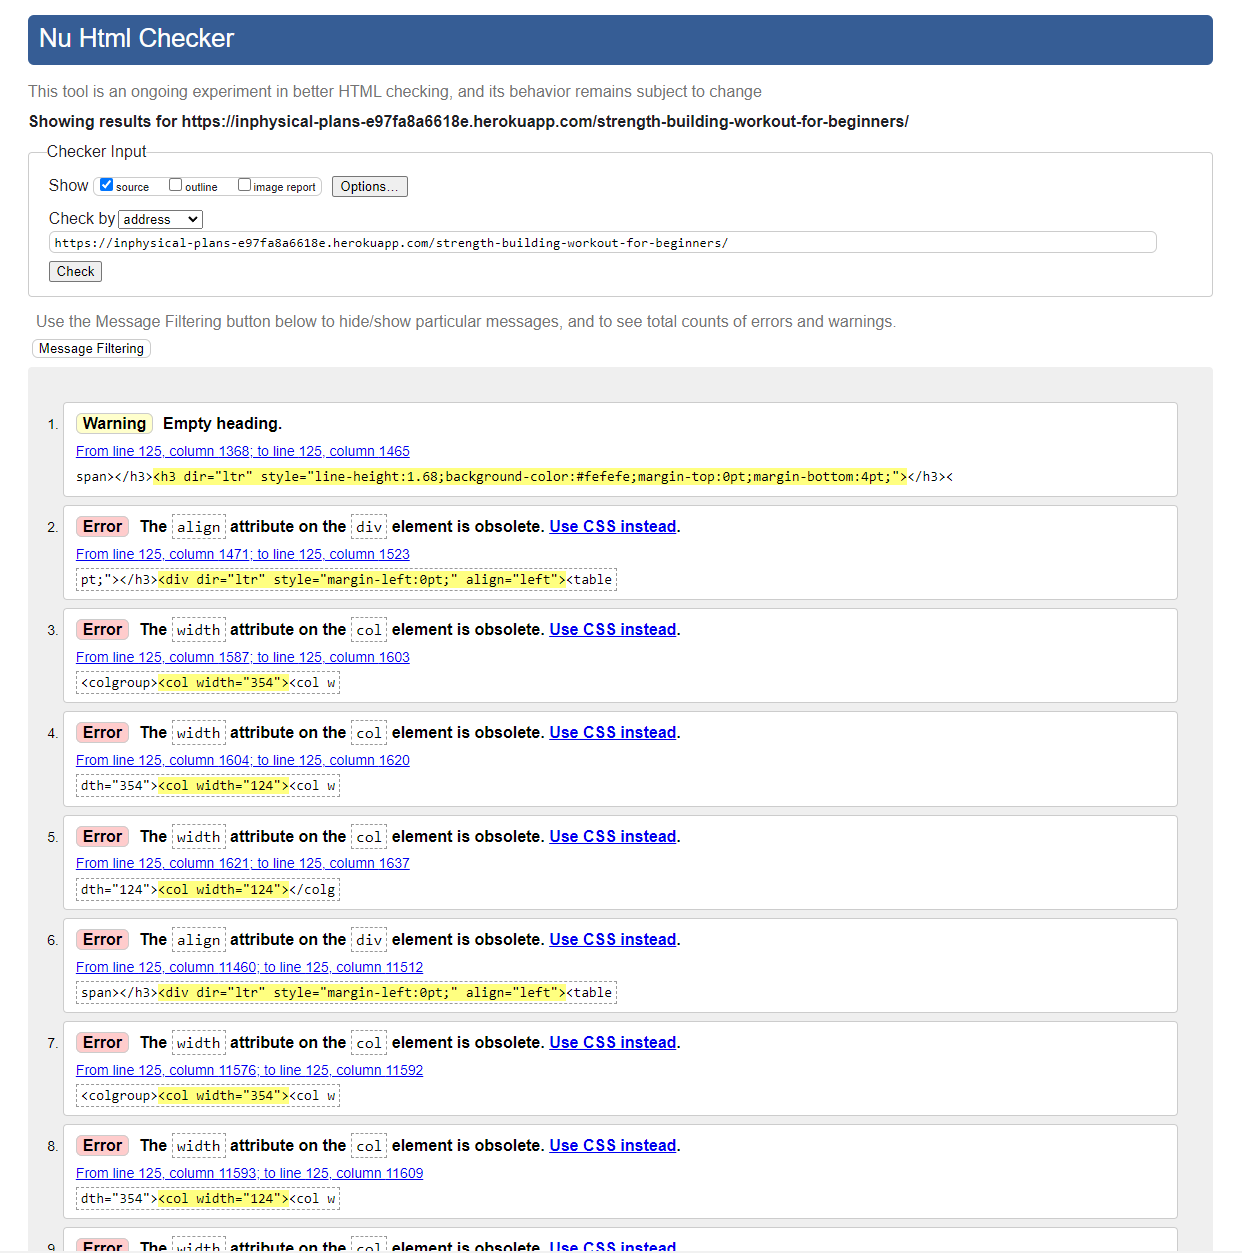 Nu Html Checker
This tool is an ongoing experiment in better HTML checking, and its behavior remains subject to change
Showing results for https://inphysical-plans-e97fa8a6618e.herokuapp.com/strength-building-workout-for-beginners/
Checker Input
Show source outline image report Options...
Check by address
https://inphysical-plans-e97fa8a6618e.herokuapp.com/strength-building-workout-for-beginners/
Check
Use the Message Filtering button below to hide/show particular messages, and to see total counts of errors and warnings.
Message Filtering
1. Warning Empty heading.
From line 125, column 1368; to line 125, column 1465
span></h3><h3 dir="ltr" style="line-height:1.68;background-color:#fefefe;margin-top:0pt;margin-bottom:4pt;"></h3><
2. Error The align attribute on the div element is obsolete. Use CSS instead.
From line 125, column 1471; to line 125, column 1523
pt;"></h3><div dir="ltr" style="margin-left:0pt;" align="left"><table
3. Error The width attribute on the col element is obsolete. Use CSS instead.
From line 125, column 1587; to line 125, column 1603
<colgroup><col width="354"><col w
4. Error The width attribute on the col element is obsolete. Use CSS instead.
From line 125, column 1604; to line 125, column 1620
dth="354"><col width="124"><col w
5. Error The width attribute on the col element is obsolete. Use CSS instead.
From line 125, column 1621; to line 125, column 1637
dth="124"><col width="124"></colg
6. Error The align attribute on the div element is obsolete. Use CSS instead.
From line 125, column 11460; to line 125, column 11512
span></h3><div dir="ltr" style="margin-left:0pt;" align="left"><table
7. Error The width attribute on the col element is obsolete. Use CSS instead.
From line 125, column 11576; to line 125, column 11592
<colgroup><col width="354"><col w
8. Error The width attribute on the col element is obsolete. Use CSS instead.
From line 125, column 11593; to line 125, column 11609
dth="354"><col width="124"><col w
9. Error The width attribute on the col element is obsolete. Use CSS instead.